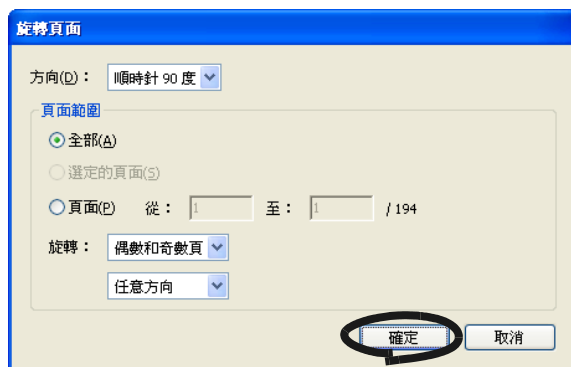 旋轉頁面
方向(D)： 順時針 90 度
頁面範圍
全部(A)
選定的頁面(S)
頁面(P) 從： 1 至： 1 / 194
旋轉： 偶數和奇數頁
任意方向
確定 取消